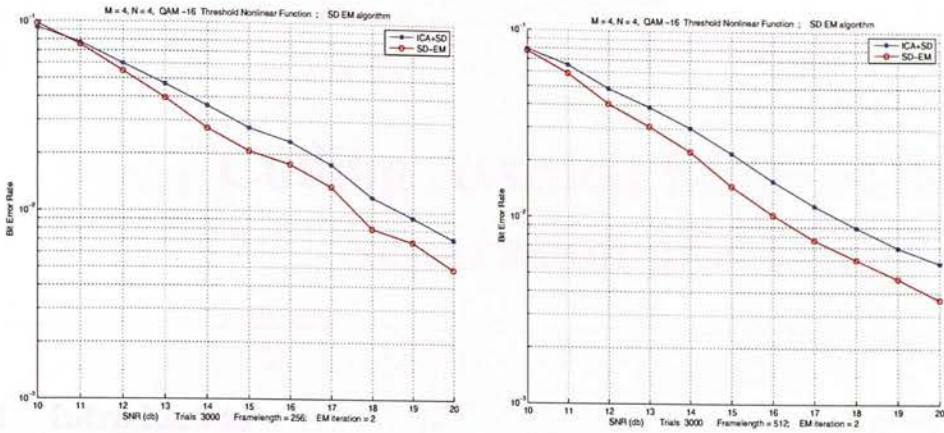 M = 4, N = 4, QAM -16 Threshold Nonlinear Function ; SD EM algorithm
ICA+SD
SD-EM
Bit Error Rate
10⁻¹
10⁻²
10⁻³
10 11 12 13 14 15 16 17 18 19 20
SNR (db) Trials 3000 Framelength = 256; EM iteration = 2
M = 4, N = 4, QAM -16 Threshold Nonlinear Function ; SD EM algorithm
ICA+SD
SD-EM
Bit Error Rate
10⁻¹
10⁻²
10⁻³
10 11 12 13 14 15 16 17 18 19 20
SNR (db) Trials 3000 Framelength = 512; EM iteration = 2